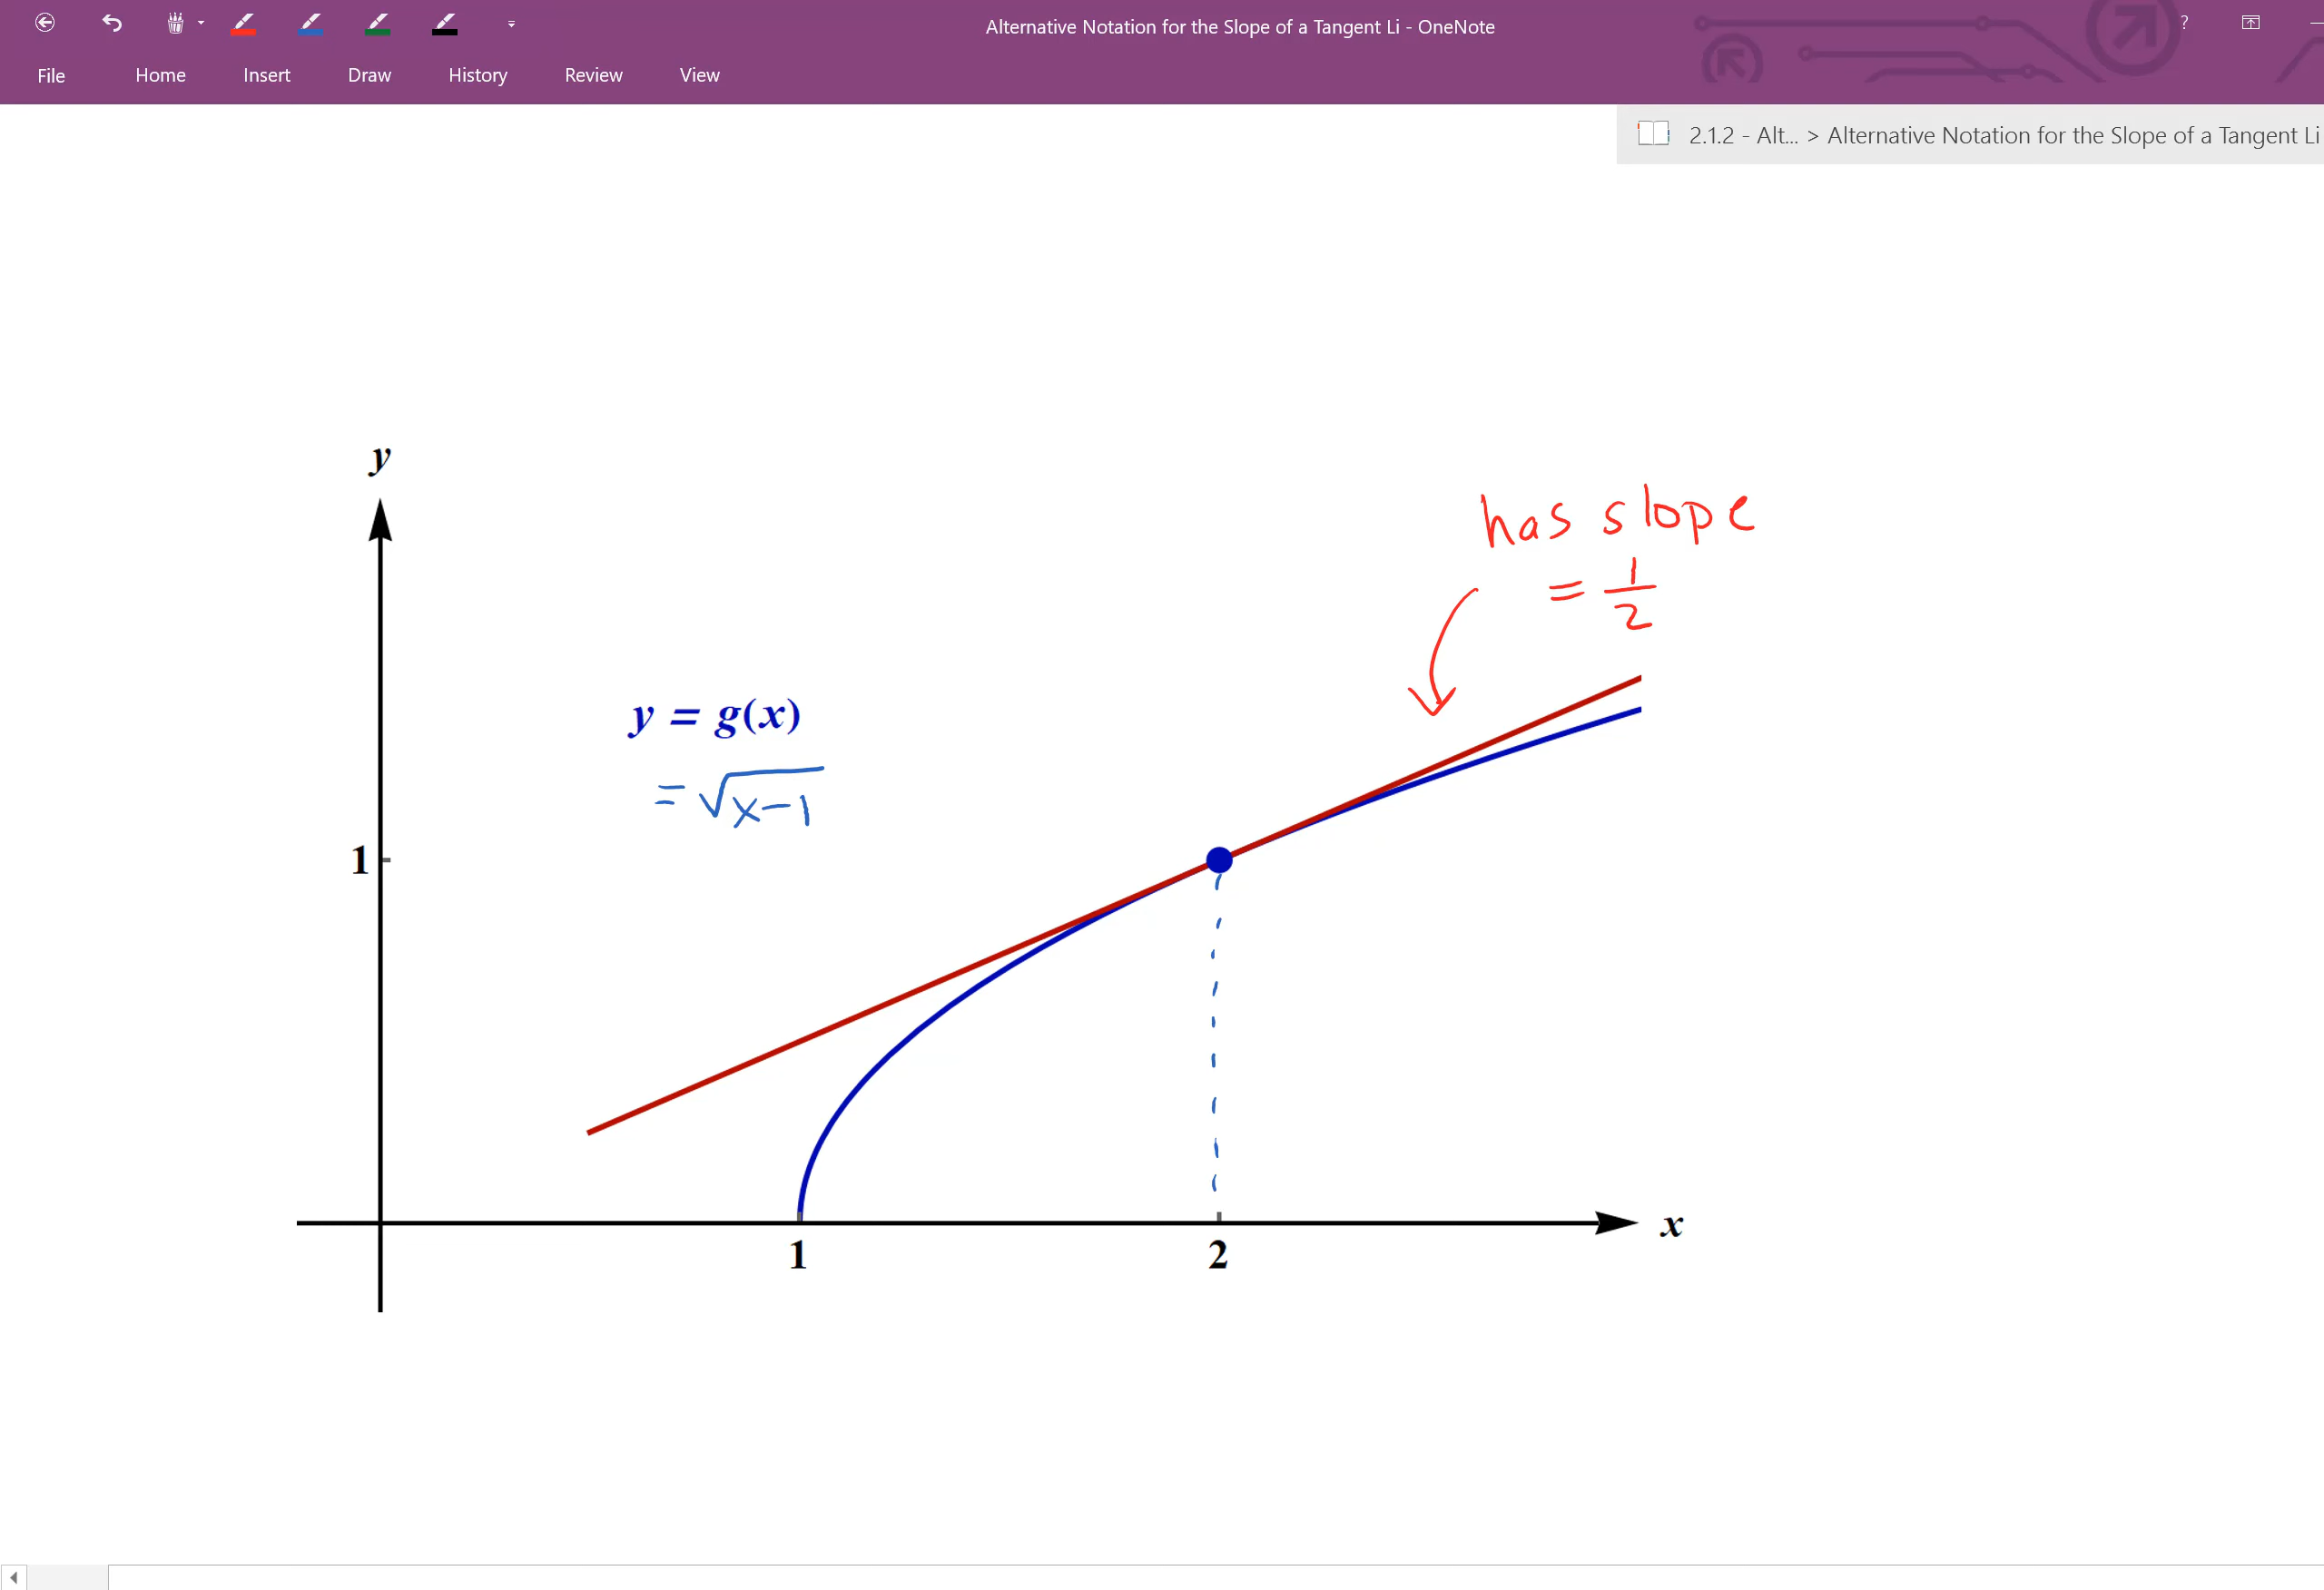 Alternative Notation for the Slope of a Tangent Li - OneNote
?
File Home Insert Draw History Review View
2.1.2 - Alt... > Alternative Notation for the Slope of a Tangent Li
y
has slope
= 1/2
y = g(x)
= √x-1
1
x
1 2